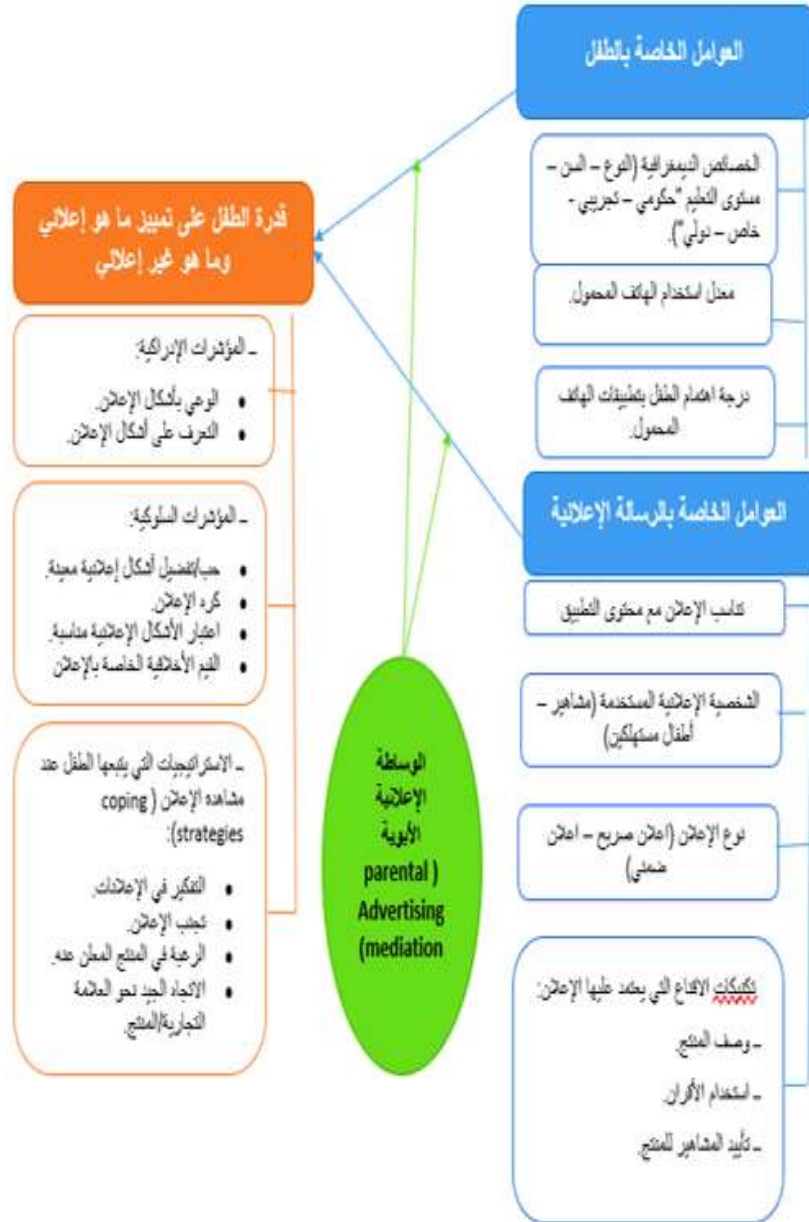 العوامل الخاصة بالطفل
الخصائص الديمغرافية (النوع – السن –
مستوى التعليم "حكومي – تجريبي -
خاص – دولي").
معدل استخدام الهاتف المحمول.
درجة اهتمام الطفل بتطبيقات الهاتف
المحمول.
العوامل الخاصة بالرسالة الإعلانية
تناسب الإعلان مع محتوى التطبيق
الشخصية الإعلانية المستخدمة (مشاهير –
أطفال مستهلكين)
نوع الإعلان (اعلان صريح – اعلان
ضمني)
تكنيكات الاقناع التي يعتمد عليها الإعلان:
– وصف المنتج.
– استخدام الأقران.
– تأييد المشاهير للمنتج.
الوساطة
الإعلانية
الأبوية
( parental
Advertising
(mediation
قدرة الطفل على تمييز ما هو إعلاني
وما هو غير إعلاني
– المؤشرات الإدراكية:
• الوعي بأشكال الإعلان.
• التعرف على أشكال الإعلان.
– المؤشرات السلوكية:
• حب/تفضيل أشكال إعلانية معينة.
• كره الإعلان.
• اعتبار الأشكال الإعلانية مناسبة.
• القيم الأخلاقية الخاصة بالإعلان
– الاستراتيجيات التي يتبعها الطفل عند
مشاهده الإعلان ( coping
strategies):
• التفكير في الإعلانات.
• تجنب الإعلان.
• الرغبة في المنتج المعلن عنه.
• الاتجاه الجيد نحو العلامة
التجارية/المنتج.